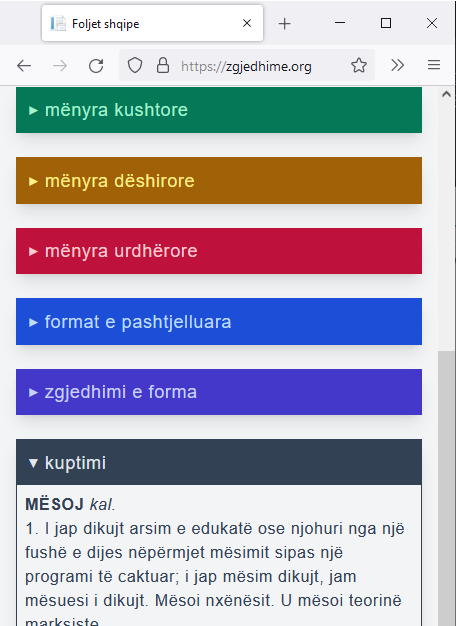 Foljet shqipe
https://zgjedhime.org
▸ mënyra kushtore
▸ mënyra dëshirore
▸ mënyra urdhërore
▸ format e pashtjelluara
▸ zgjedhimi e forma
▾ kuptimi
MËSOJ kal.
1. I jap dikujt arsim e edukatë ose njohuri nga një
fushë e dijes nëpërmjet mësimit sipas një
programi të caktuar; i jap mësim dikujt, jam
mësuesi i dikujt. Mësoi nxënësit. U mësoi teorinë
marksiste